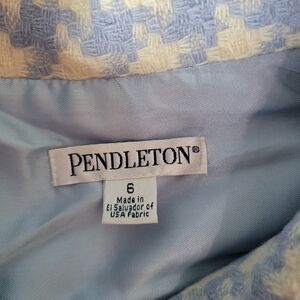 PENDLETON®
6
Made in
El Salvador of
USA Fabric